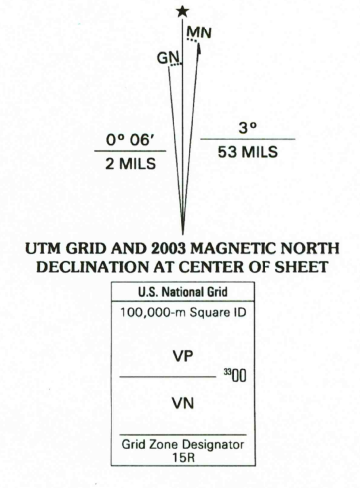 ★
MN
GN
0° 06′
2 MILS
3°
53 MILS
UTM GRID AND 2003 MAGNETIC NORTH
DECLINATION AT CENTER OF SHEET
U.S. National Grid
100,000-m Square ID
VP
³³00
VN
Grid Zone Designator
15R